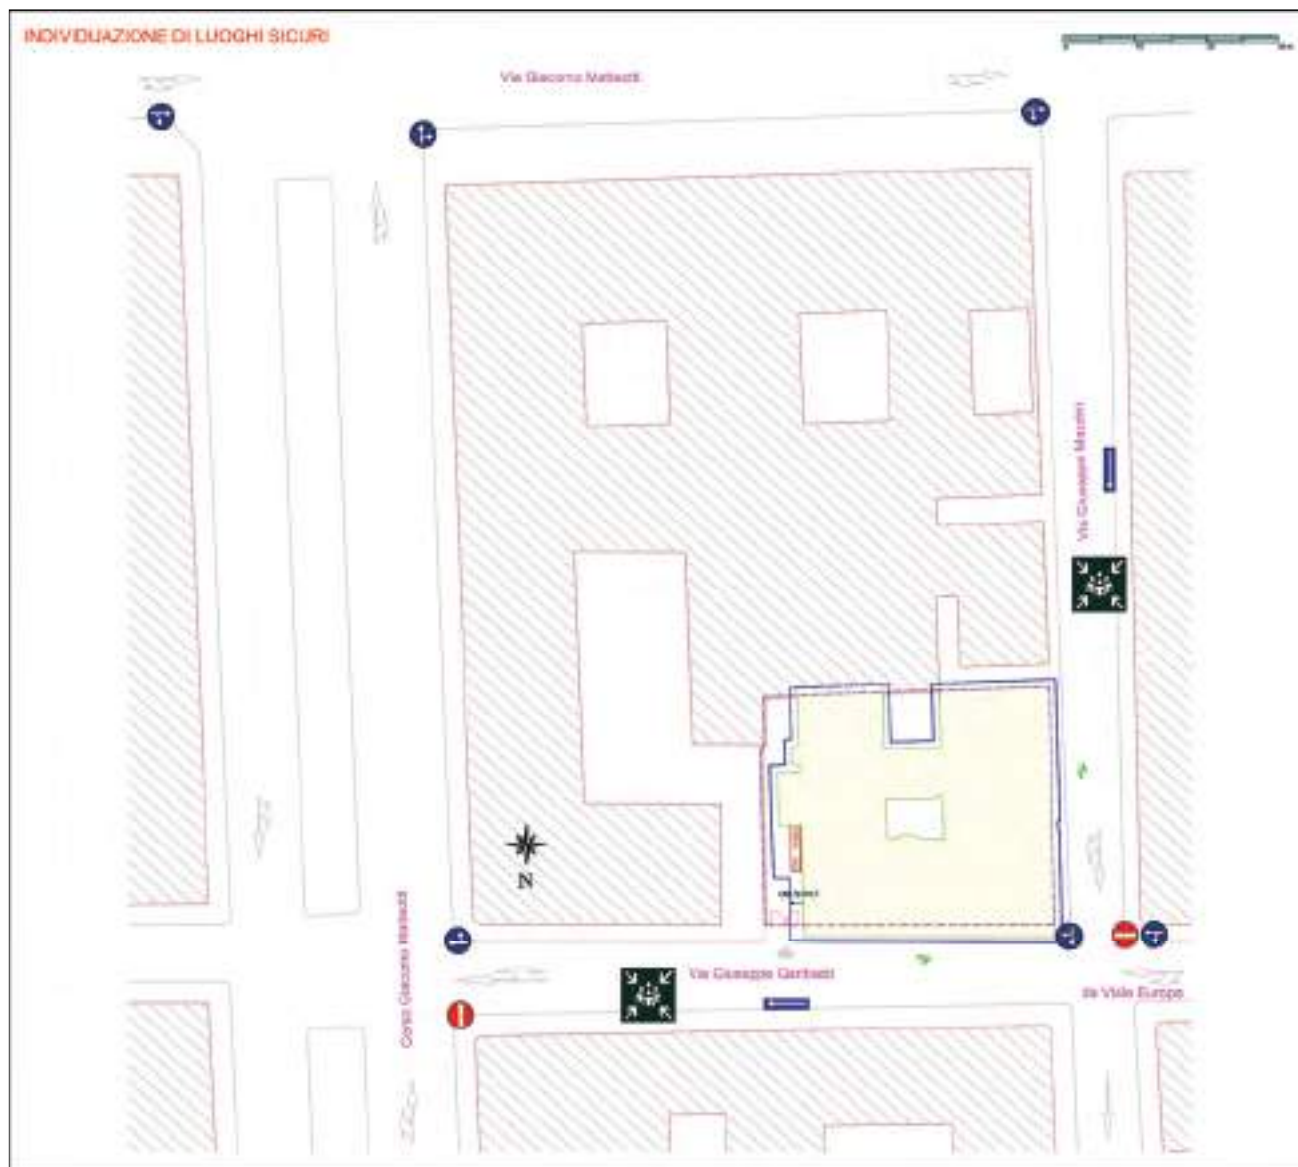 INDIVIDUAZIONE DI LUOGHI SICURI
Via Giacomo Matteotti
Via Giuseppe Mazzini
N
Corso Giacomo Matteotti
Via Giuseppe Garibaldi
da Viale Europa